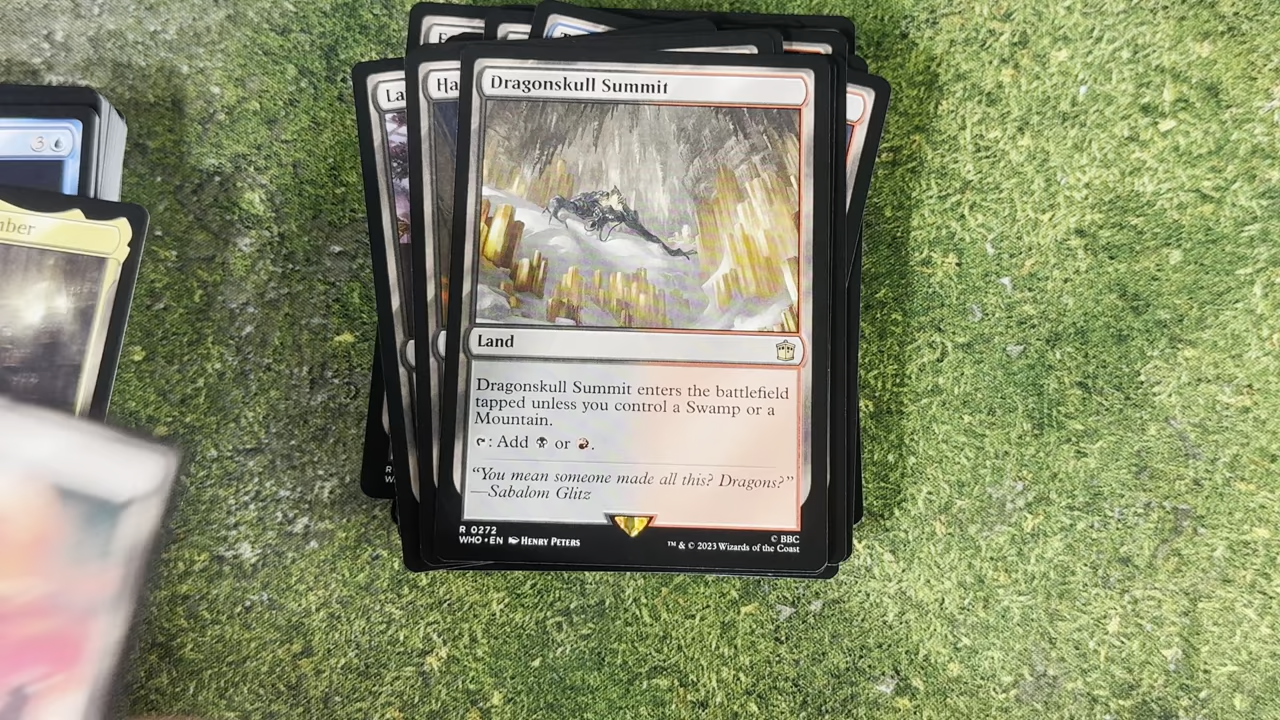 Dragonskull Summit
Ha
La
3
Land
Dragonskull Summit enters the battlefield
tapped unless you control a Swamp or a
Mountain.
: Add or .
"You mean someone made all this? Dragons?"
—Sabalom Glitz
R 0272
WHO • EN Henry Peters
© BBC
™ & © 2023 Wizards of the Coast